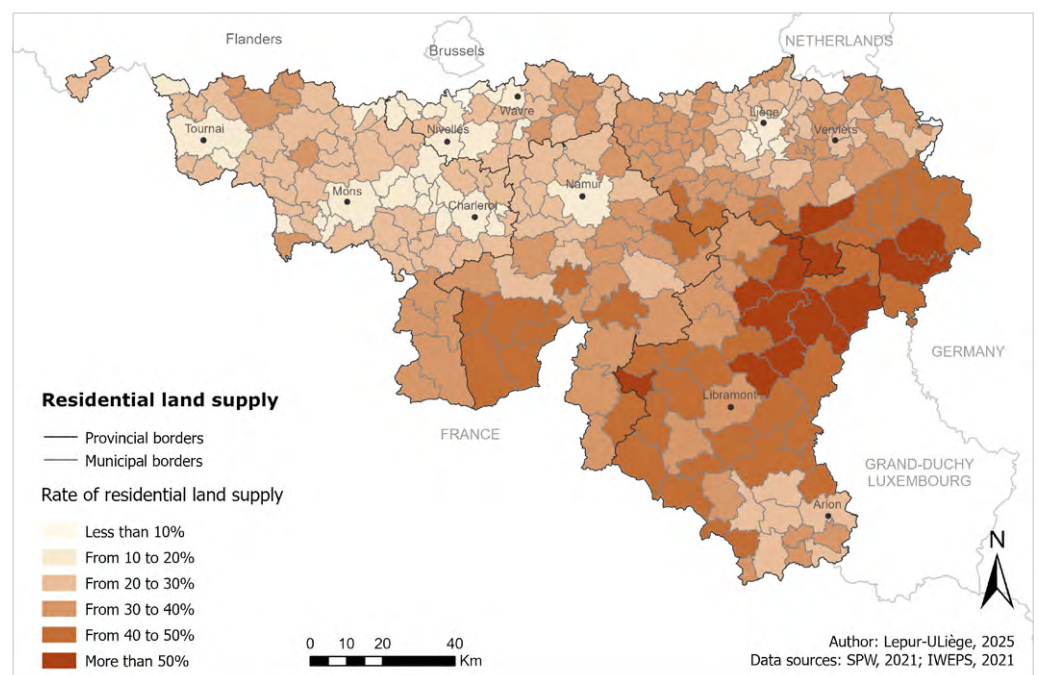 Flanders
Brussels
NETHERLANDS
Tournai
Nivelles
Wavre
Liège
Verviers
Mons
Charleroi
Namur
GERMANY
Libramont
FRANCE
GRAND-DUCHY
LUXEMBOURG
Arlon
Residential land supply
Provincial borders
Municipal borders
Rate of residential land supply
Less than 10%
From 10 to 20%
From 20 to 30%
From 30 to 40%
From 40 to 50%
More than 50%
0 10 20 40
Km
N
Author: Lepur-ULiège, 2025
Data sources: SPW, 2021; IWEPS, 2021